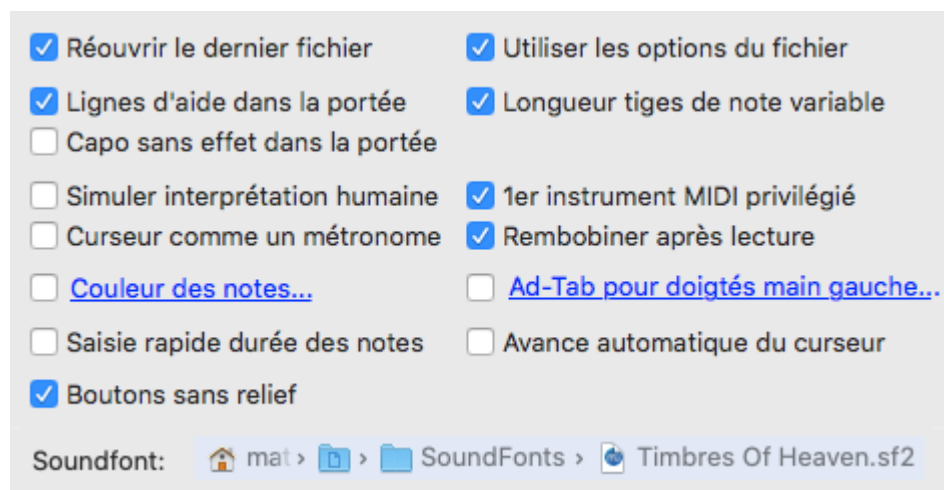 Réouvrir le dernier fichier Utiliser les options du fichier
Lignes d'aide dans la portée Longueur tiges de note variable
Capo sans effet dans la portée
Simuler interprétation humaine 1er instrument MIDI privilégié
Curseur comme un métronome Rembobiner après lecture
Couleur des notes... Ad-Tab pour doigtés main gauche...
Saisie rapide durée des notes Avance automatique du curseur
Boutons sans relief
Soundfont: mat › › SoundFonts › Timbres Of Heaven.sf2